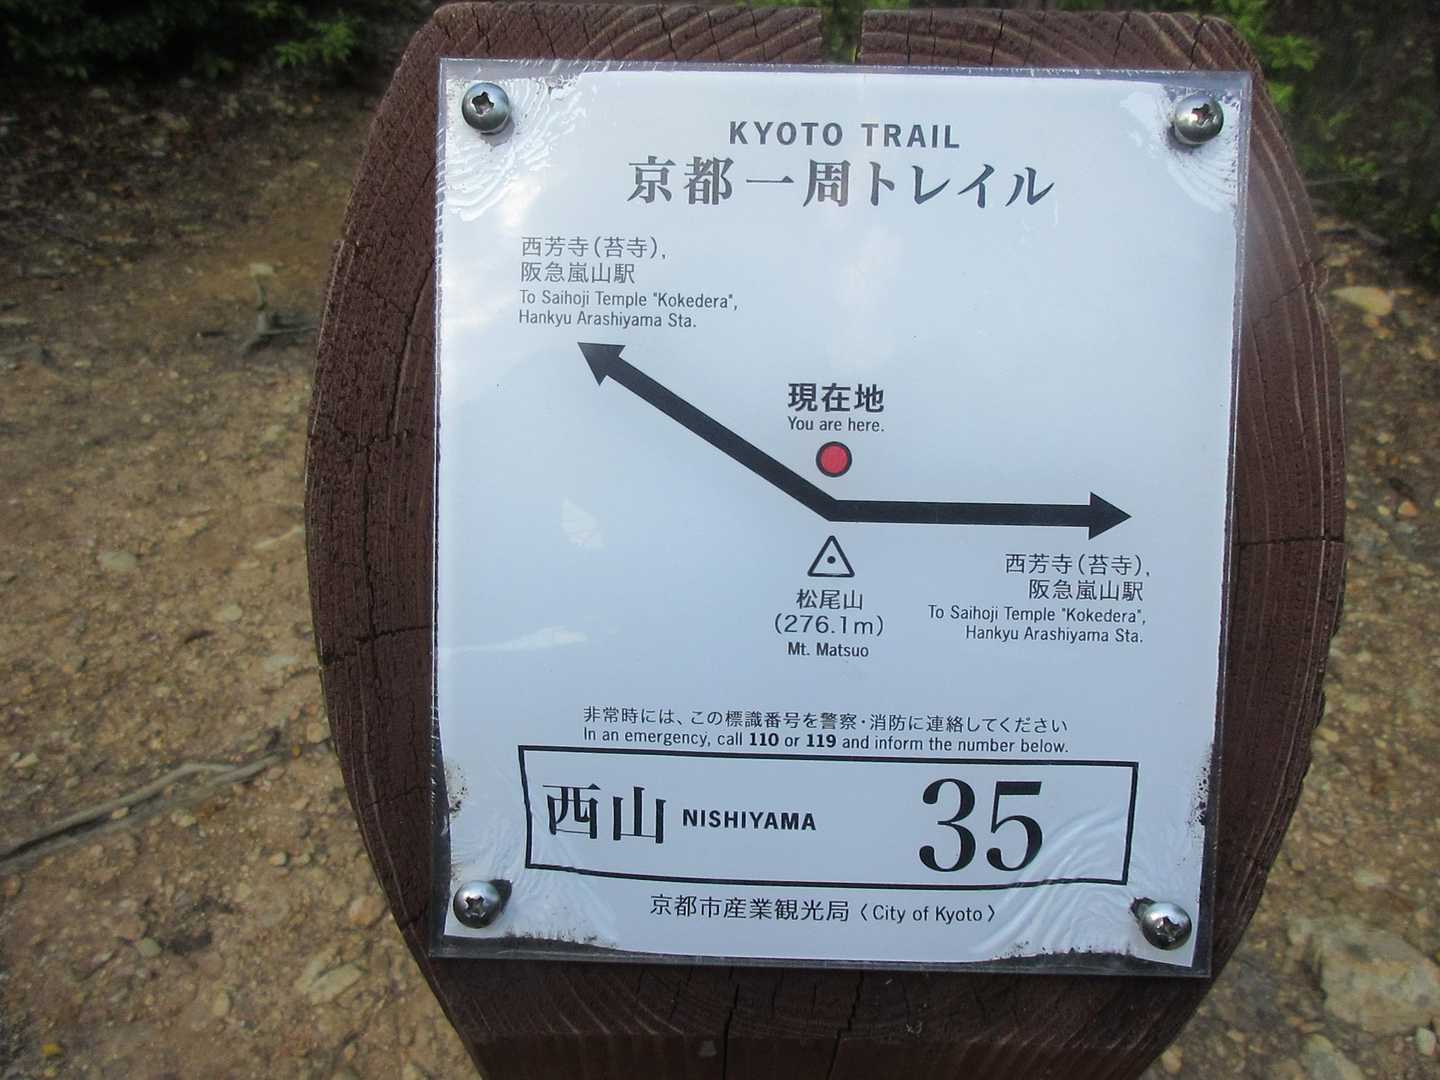 KYOTO TRAIL
京都一周トレイル
西芳寺(苔寺),
阪急嵐山駅
To Saihoji Temple "Kokedera",
Hankyu Arashiyama Sta.
現在地
You are here.
西芳寺(苔寺),
阪急嵐山駅
To Saihoji Temple "Kokedera",
Hankyu Arashiyama Sta.
松尾山
(276.1m)
Mt. Matsuo
非常時には、この標識番号を警察・消防に連絡してください
In an emergency, call 110 or 119 and inform the number below.
西山 NISHIYAMA 35
京都市産業観光局〈City of Kyoto〉